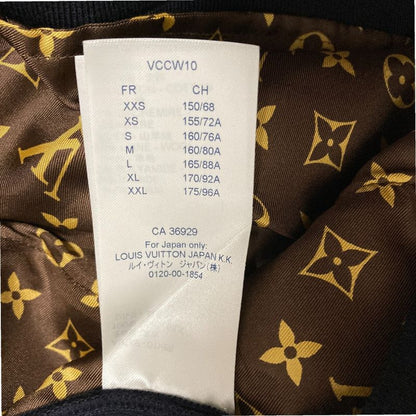 VCCW10
FR CH
XXS 150/68
XS 155/72A
S 160/76A
M 160/80A
L 165/88A
XL 170/92A
XXL 175/96A
CA 36929
For Japan only:
LOUIS VUITTON JAPAN K.K.
ルイ・ヴィトン ジャパン(株)
0120-00-1854